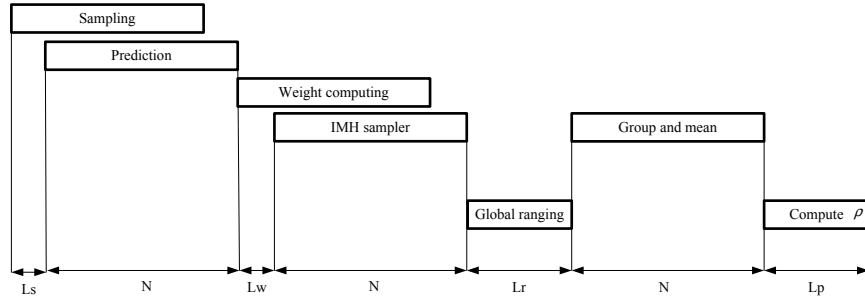 Sampling
Prediction
Weight computing
IMH sampler
Group and mean
Global ranging
Compute ρ
Ls
N
Lw
N
Lr
N
Lp